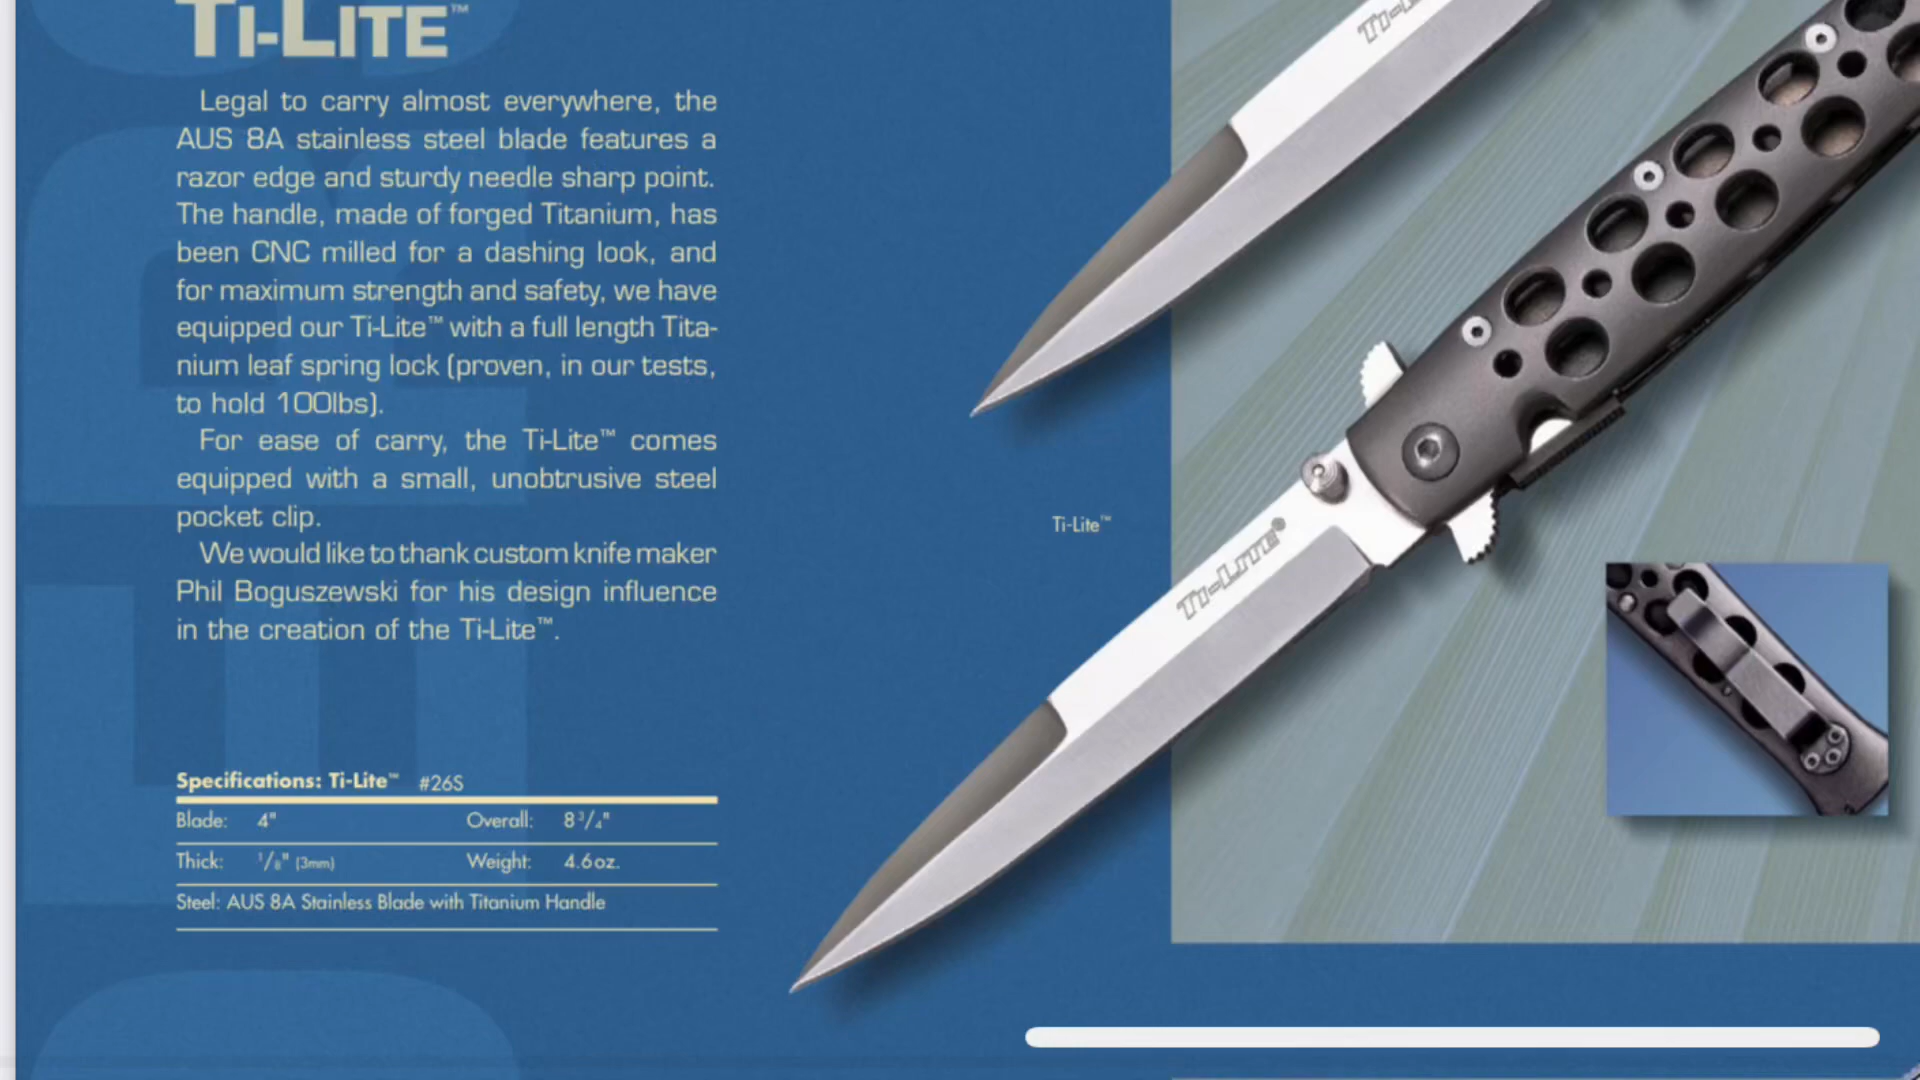 Ti-Lite™
Legal to carry almost everywhere, the
AUS 8A stainless steel blade features a
razor edge and sturdy needle sharp point.
The handle, made of forged Titanium, has
been CNC milled for a dashing look, and
for maximum strength and safety, we have
equipped our Ti-Lite™ with a full length Tita-
nium leaf spring lock (proven, in our tests,
to hold 100lbs).
For ease of carry, the Ti-Lite™ comes
equipped with a small, unobtrusive steel
pocket clip.
We would like to thank custom knife maker
Phil Boguszewski for his design influence
in the creation of the Ti-Lite™.
Specifications: Ti-Lite™ #26S
Blade: 4" Overall: 8 3/4"
Thick: 1/8" (3mm) Weight: 4.6oz.
Steel: AUS 8A Stainless Blade with Titanium Handle
Ti-Lite™
Ti-Lite®